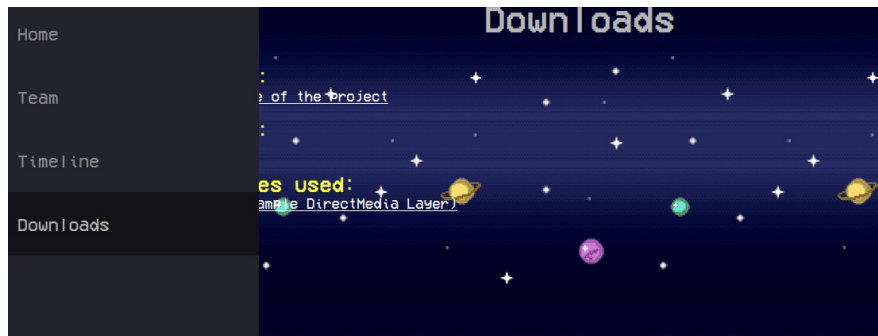 Downloads
Home
Team
Timeline
Downloads
:
e of the Project
:
es used:
ample DirectMedia Layer)